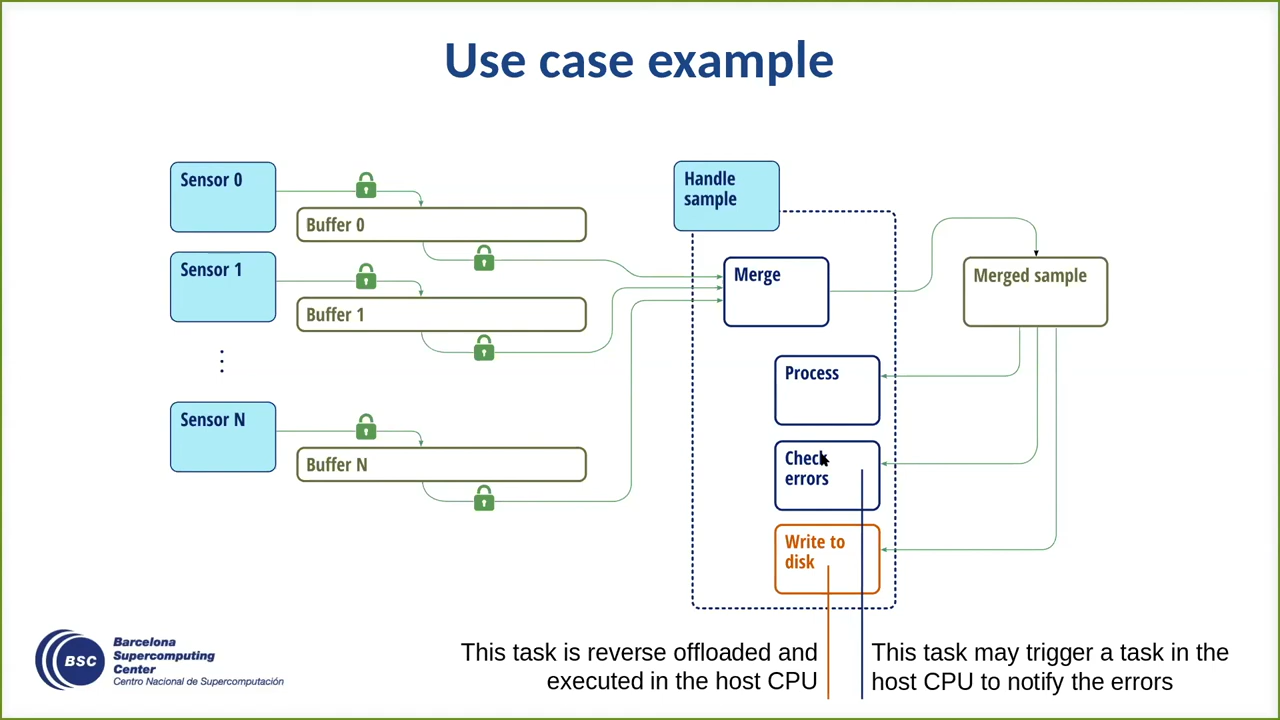 Use case example
Sensor 0
Buffer 0
Sensor 1
Buffer 1
Sensor N
Buffer N
Handle
sample
Merge
Merged sample
Process
Check
errors
Write to
disk
This task is reverse offloaded and
executed in the host CPU
This task may trigger a task in the
host CPU to notify the errors
BSC
Barcelona
Supercomputing
Center
Centro Nacional de Supercomputación